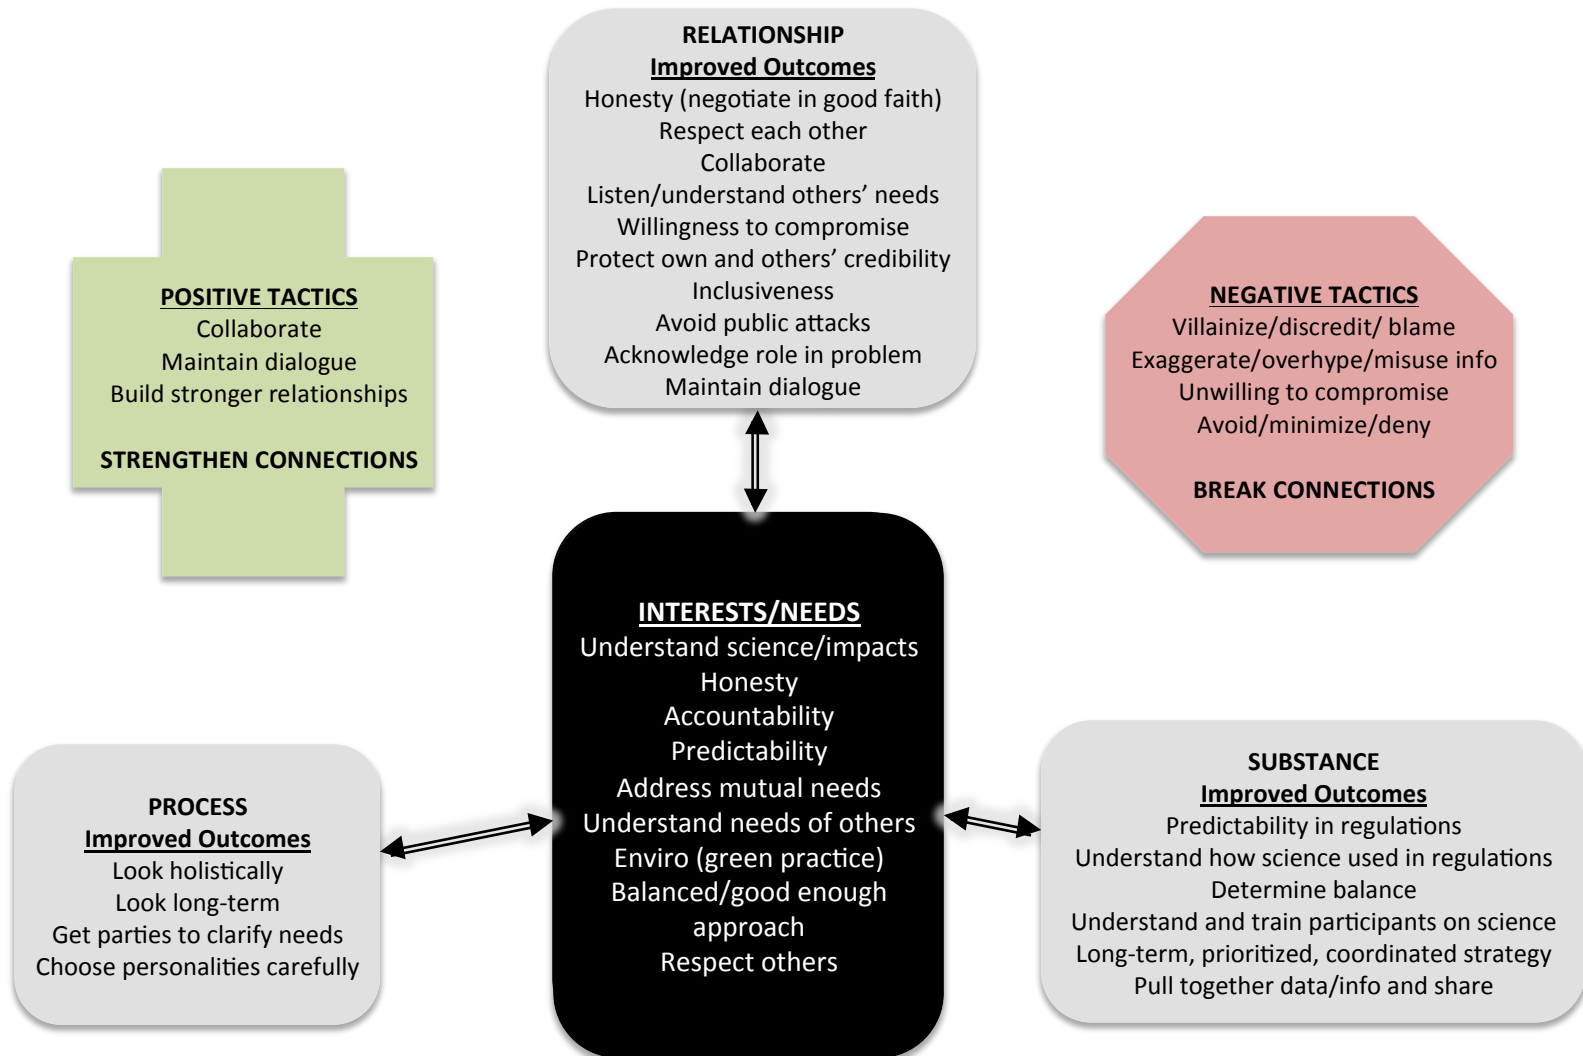 RELATIONSHIP
Improved Outcomes
Honesty (negotiate in good faith)
Respect each other
Collaborate
Listen/understand others’ needs
Willingness to compromise
Protect own and others’ credibility
Inclusiveness
Avoid public attacks
Acknowledge role in problem
Maintain dialogue
POSITIVE TACTICS
Collaborate
Maintain dialogue
Build stronger relationships
STRENGTHEN CONNECTIONS
NEGATIVE TACTICS
Villainize/discredit/ blame
Exaggerate/overhype/misuse info
Unwilling to compromise
Avoid/minimize/deny
BREAK CONNECTIONS
INTERESTS/NEEDS
Understand science/impacts
Honesty
Accountability
Predictability
Address mutual needs
Understand needs of others
Enviro (green practice)
Balanced/good enough
approach
Respect others
PROCESS
Improved Outcomes
Look holistically
Look long-term
Get parties to clarify needs
Choose personalities carefully
SUBSTANCE
Improved Outcomes
Predictability in regulations
Understand how science used in regulations
Determine balance
Understand and train participants on science
Long-term, prioritized, coordinated strategy
Pull together data/info and share